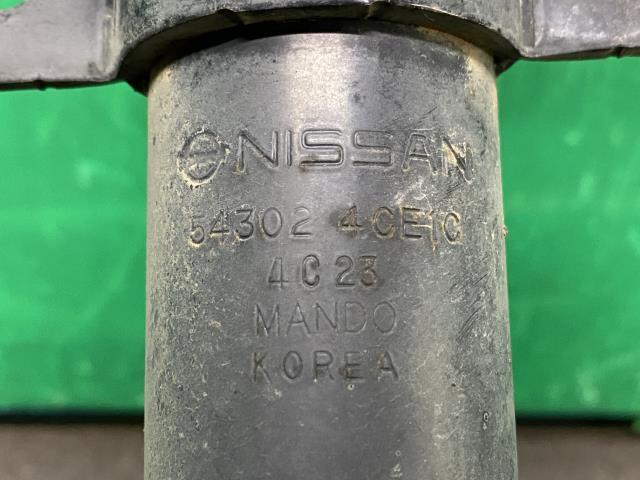 NISSAN
54302 4CE1C
4C23
MANDO
KOREA